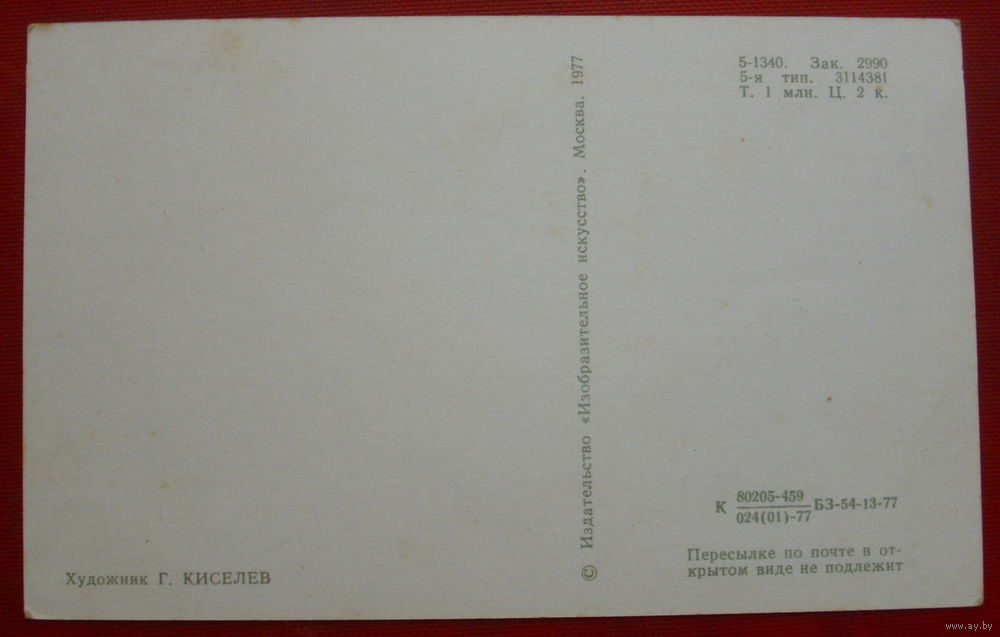 5-1340. Зак. 2990
5-я тип. 3114381
Т. 1 млн. Ц. 2 к.
© Издательство «Изобразительное искусство». Москва. 1977
К 80205-459 БЗ-54-13-77
024(01)-77
Пересылке по почте в от-
крытом виде не подлежит
Художник Г. КИСЕЛЕВ
www.ay.by